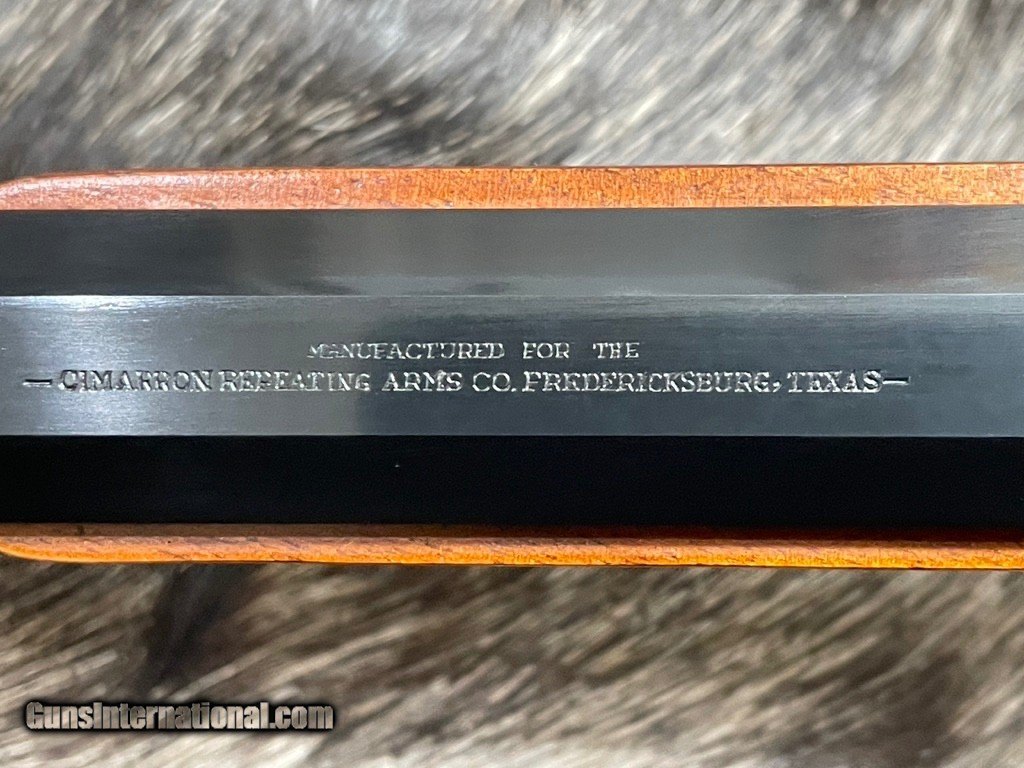 MANUFACTURED FOR THE
— CIMARRON REPEATING ARMS CO. FREDERICKSBURG, TEXAS —
GunsInternational.com